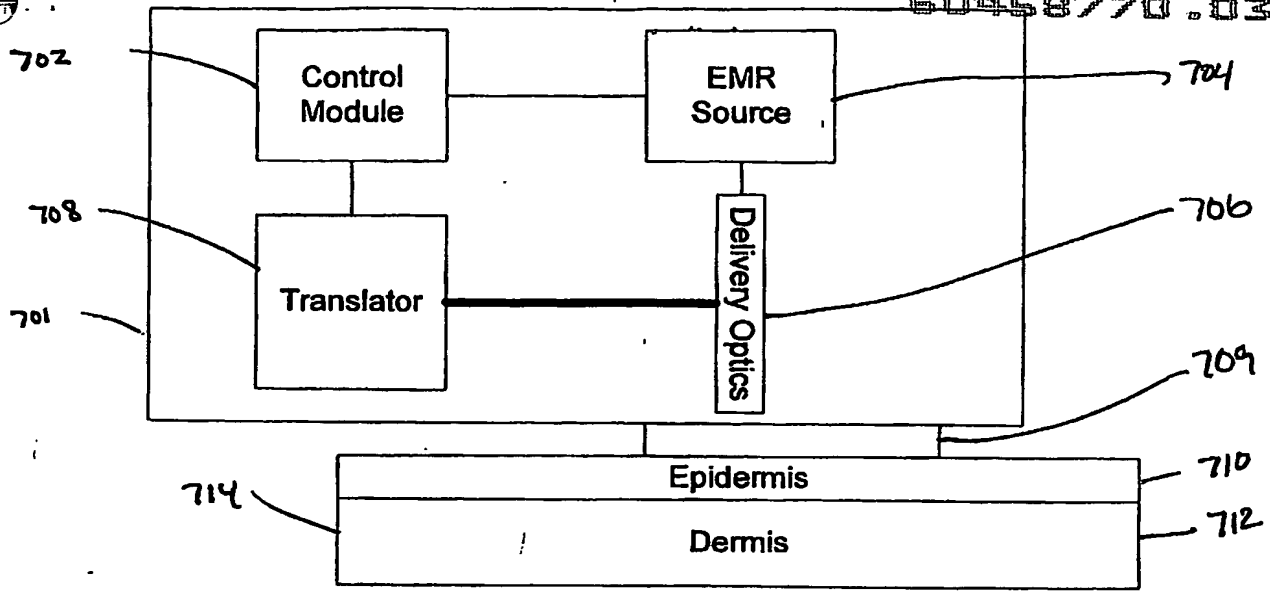 702
Control
Module
EMR
Source
704
708
Translator
Delivery Optics
706
701
709
Epidermis
710
714
Dermis
712